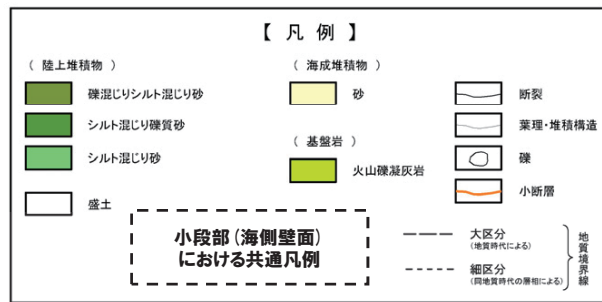 【 凡 例 】
( 陸上堆積物 )
礫混じりシルト混じり砂
シルト混じり礫質砂
シルト混じり砂
盛土
( 海成堆積物 )
砂
( 基盤岩 )
火山礫凝灰岩
断裂
葉理・堆積構造
礫
小断層
小段部(海側壁面)
における共通凡例
大区分
(地質時代による)
細区分
(同地質時代の層相による)
地質境界線